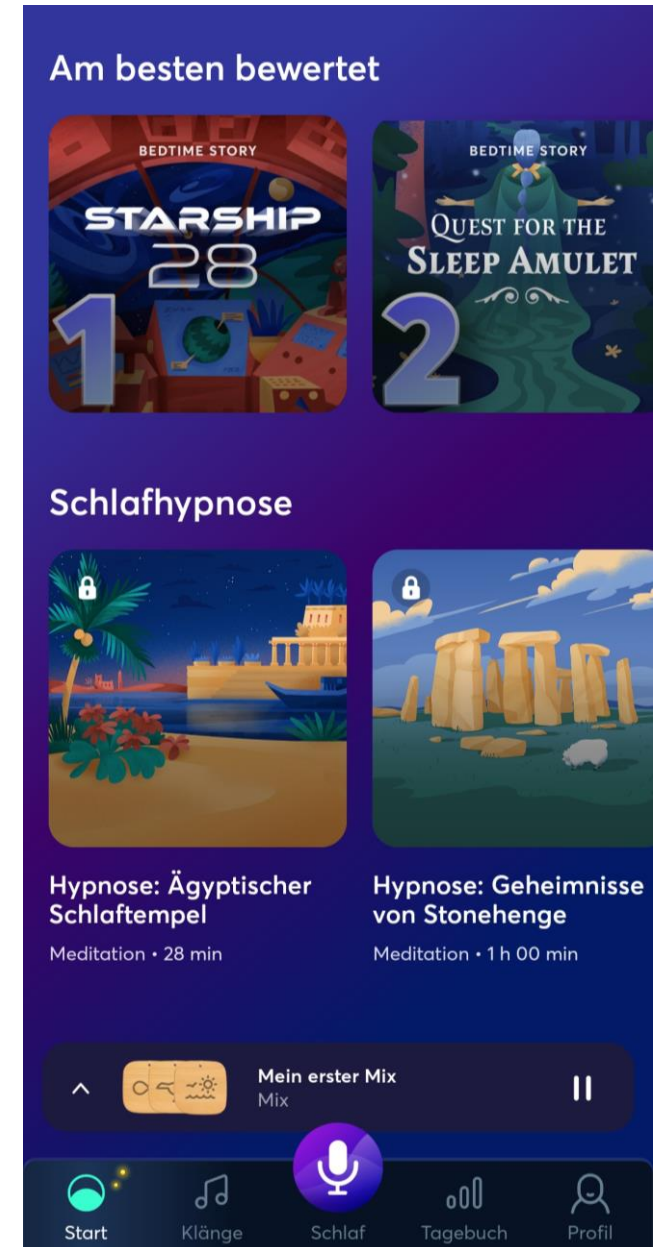 Am besten bewertet
BEDTIME STORY
STARSHIP
28
1
BEDTIME STORY
QUEST FOR THE
SLEEP AMULET
2
Schlafhypnose
Hypnose: Ägyptischer
Schlaftempel
Meditation • 28 min
Hypnose: Geheimnisse
von Stonehenge
Meditation • 1 h 00 min
Mein erster Mix
Mix
Start
Klänge
Schlaf
Tagebuch
Profil